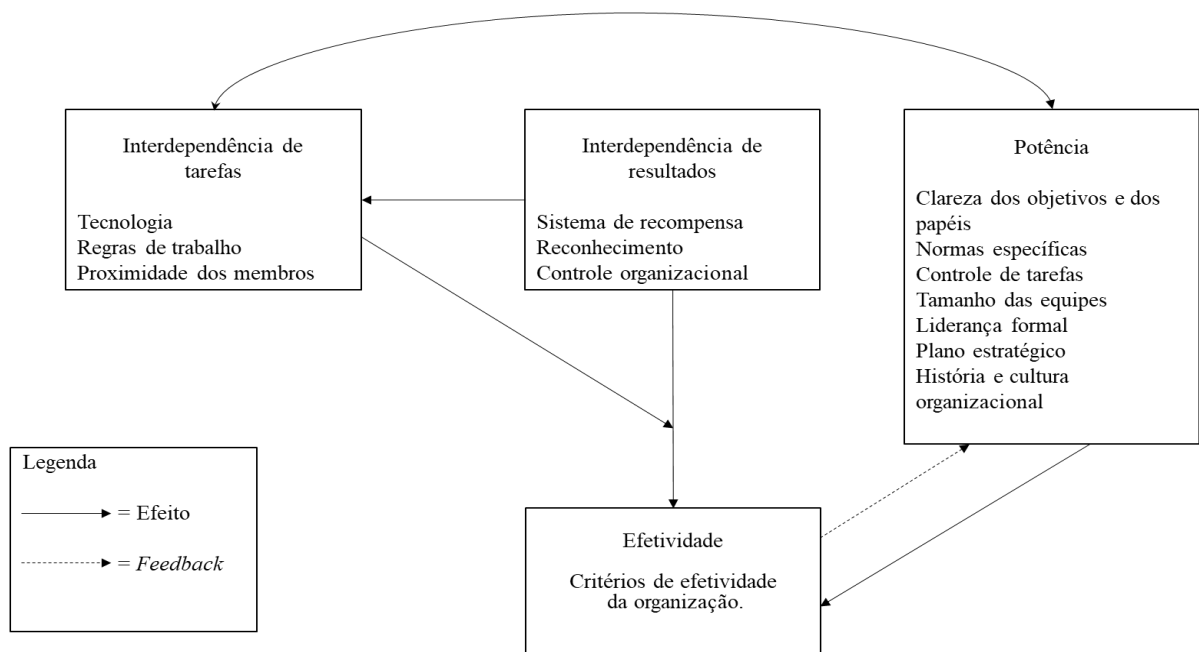 Interdependência de
tarefas
Tecnologia
Regras de trabalho
Proximidade dos membros
Interdependência de
resultados
Sistema de recompensa
Reconhecimento
Controle organizacional
Potência
Clareza dos objetivos e dos
papéis
Normas específicas
Controle de tarefas
Tamanho das equipes
Liderança formal
Plano estratégico
História e cultura
organizacional
Legenda
= Efeito
= Feedback
Efetividade
Critérios de efetividade
da organização.